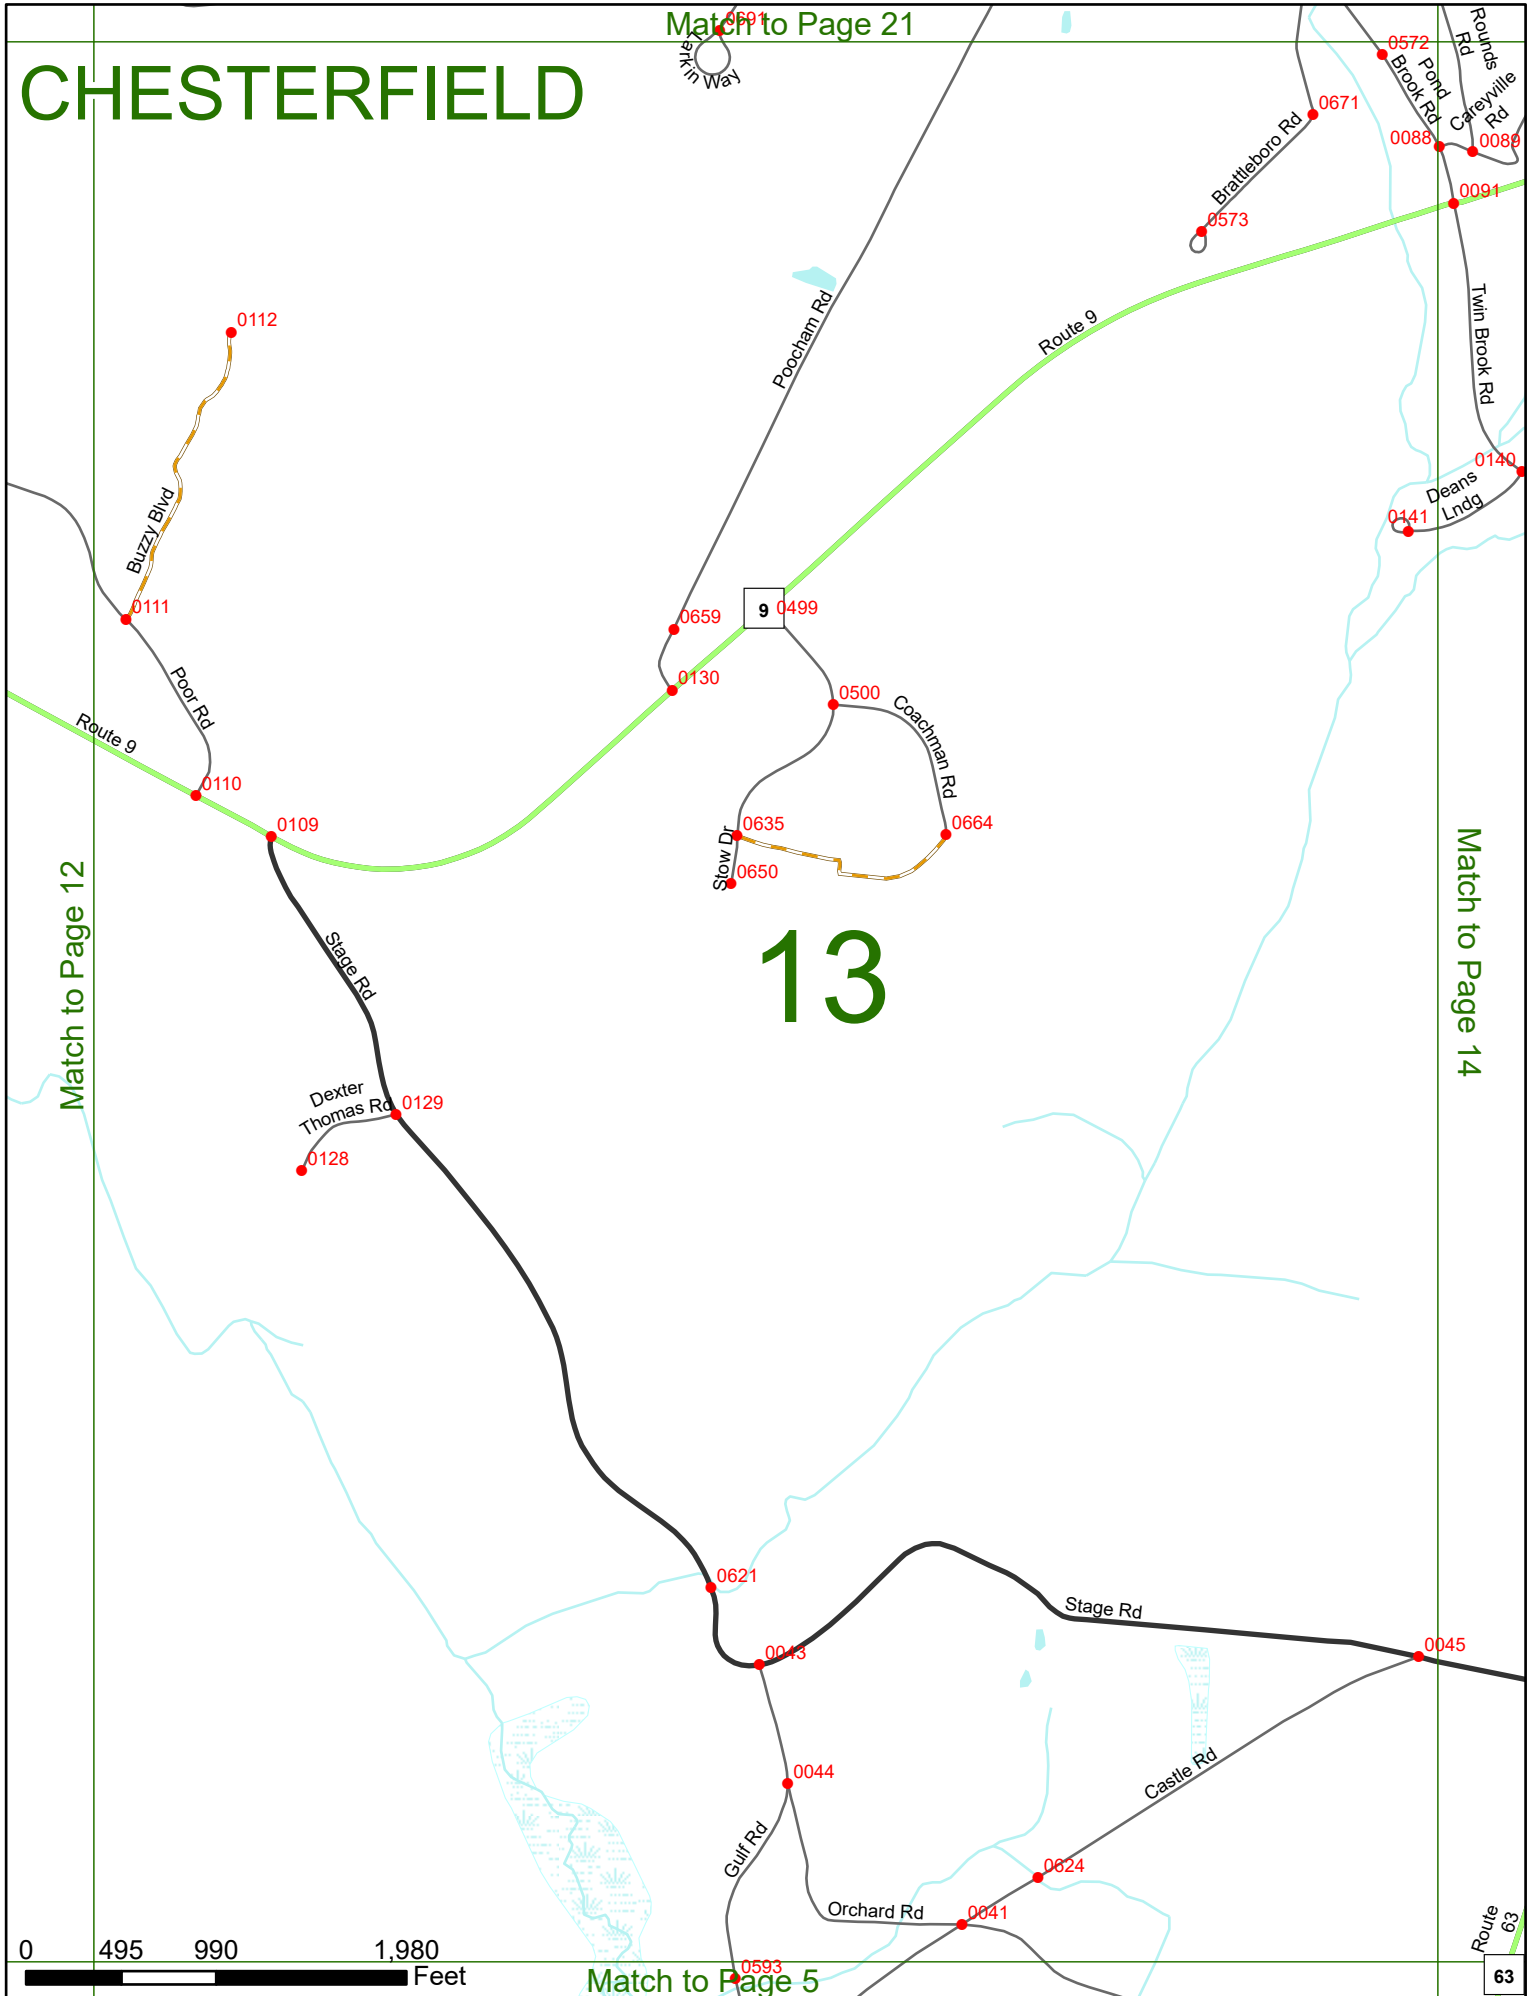 Match to Page 21
CHESTERFIELD
0691
Larkin Way
0572
Pond
Brook Rd
Rounds
Rd
Careyville
Rd
0671
0088
0089
Brattleboro Rd
0091
0573
Poocham Rd
Route 9
Twin Brook Rd
0112
Buzzy Blvd
0140
Deans
Lndg
0141
0111
0659
9
0499
0130
0500
Poor Rd
Coachman Rd
Route 9
0110
0109
0635
0664
Stow Dr
0650
Match to Page 12
13
Match to Page 14
Stage Rd
Dexter
Thomas Rd
0129
0128
0621
Stage Rd
0043
0045
0044
Castle Rd
Gulf Rd
0624
Orchard Rd
0041
Route
63
63
0593
0 495 990 1,980
Feet
Match to Page 5